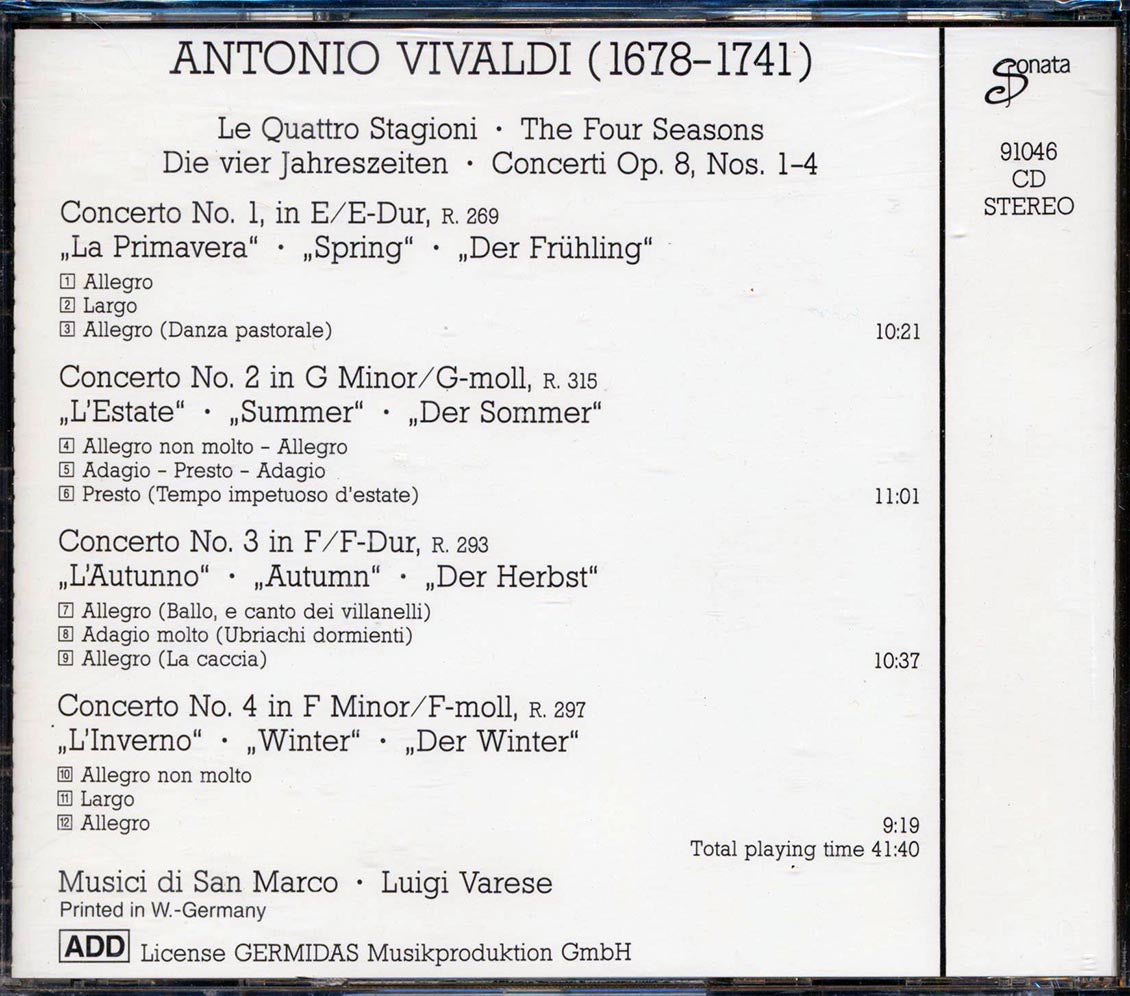 ANTONIO VIVALDI (1678–1741)
Le Quattro Stagioni · The Four Seasons
Die vier Jahreszeiten · Concerti Op. 8, Nos. 1–4
Concerto No. 1, in E/E-Dur, R. 269
„La Primavera“ · „Spring“ · „Der Frühling“
1 Allegro
2 Largo
3 Allegro (Danza pastorale) 10:21
Concerto No. 2 in G Minor/G-moll, R. 315
„L'Estate“ · „Summer“ · „Der Sommer“
4 Allegro non molto – Allegro
5 Adagio – Presto – Adagio
6 Presto (Tempo impetuoso d'estate) 11:01
Concerto No. 3 in F/F-Dur, R. 293
„L'Autunno“ · „Autumn“ · „Der Herbst“
7 Allegro (Ballo, e canto dei villanelli)
8 Adagio molto (Ubriachi dormienti)
9 Allegro (La caccia) 10:37
Concerto No. 4 in F Minor/F-moll, R. 297
„L'Inverno“ · „Winter“ · „Der Winter“
10 Allegro non molto
11 Largo
12 Allegro 9:19
Total playing time 41:40
Musici di San Marco · Luigi Varese
Printed in W.-Germany
ADD License GERMIDAS Musikproduktion GmbH
Sonata
91046
CD
STEREO